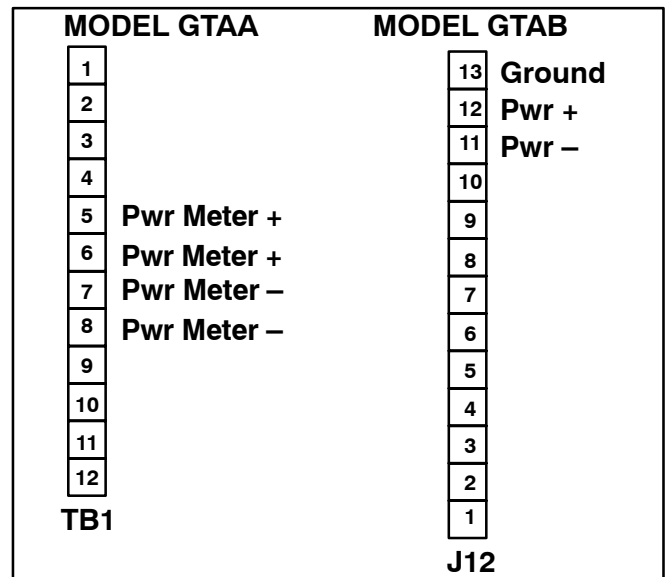 MODEL GTAA
1
2
3
4
5 Pwr Meter +
6 Pwr Meter +
7 Pwr Meter –
8 Pwr Meter –
9
10
11
12
TB1
MODEL GTAB
13 Ground
12 Pwr +
11 Pwr –
10
9
8
7
6
5
4
3
2
1
J12